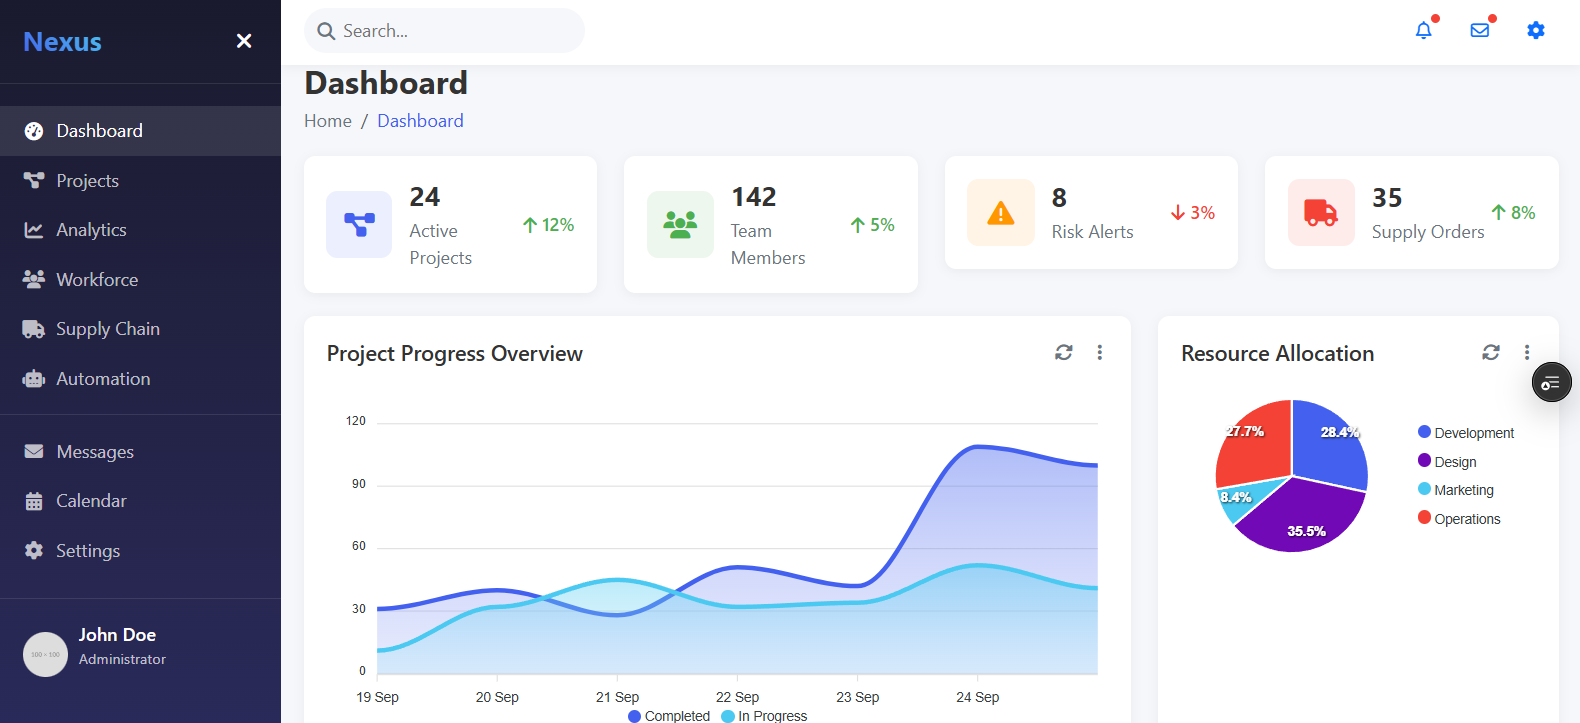 Nexus
Dashboard
Projects
Analytics
Workforce
Supply Chain
Automation
Messages
Calendar
Settings
100 × 100
John Doe
Administrator
Search...
Dashboard
Home / Dashboard
24
Active
Projects
12%
142
Team
Members
5%
8
Risk Alerts
3%
35
Supply Orders
8%
Project Progress Overview
120
90
60
30
0
19 Sep 20 Sep 21 Sep 22 Sep 23 Sep 24 Sep
Completed In Progress
Resource Allocation
27.7%
28.4%
8.4%
35.5%
Development
Design
Marketing
Operations